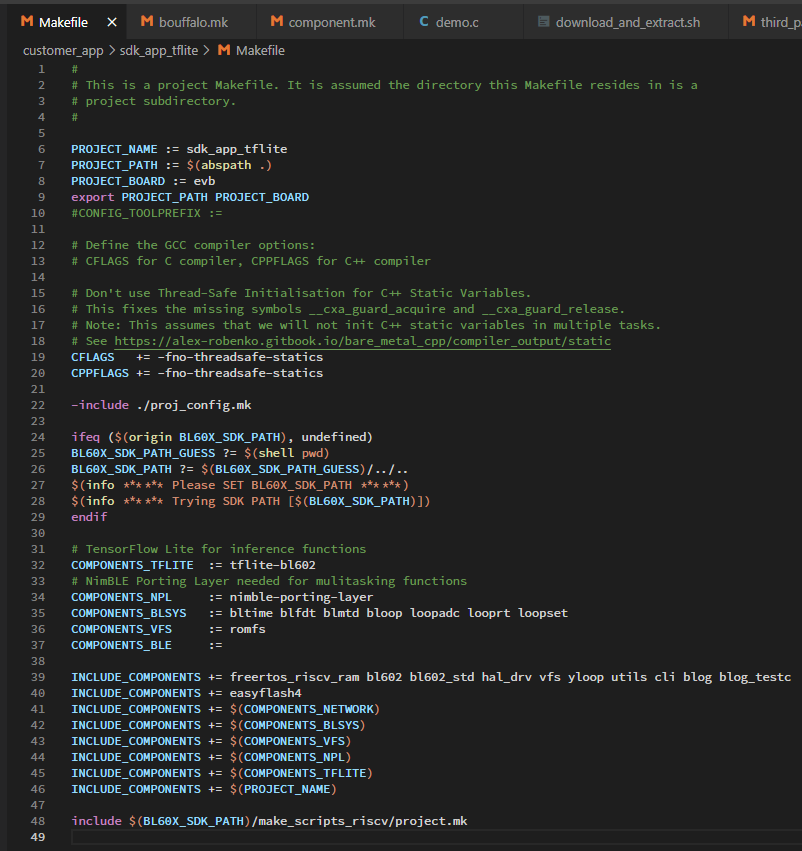 Makefile bouffalo.mk component.mk demo.c download_and_extract.sh third_p
customer_app > sdk_app_tflite > Makefile
1 #
2 # This is a project Makefile. It is assumed the directory this Makefile resides in is a
3 # project subdirectory.
4 #
5
6 PROJECT_NAME := sdk_app_tflite
7 PROJECT_PATH := $(abspath .)
8 PROJECT_BOARD := evb
9 export PROJECT_PATH PROJECT_BOARD
10 #CONFIG_TOOLPREFIX :=
11
12 # Define the GCC compiler options:
13 # CFLAGS for C compiler, CPPFLAGS for C++ compiler
14
15 # Don't use Thread-Safe Initialisation for C++ Static Variables.
16 # This fixes the missing symbols __cxa_guard_acquire and __cxa_guard_release.
17 # Note: This assumes that we will not init C++ static variables in multiple tasks.
18 # See https://alex-robenko.gitbook.io/bare_metal_cpp/compiler_output/static
19 CFLAGS   += -fno-threadsafe-statics
20 CPPFLAGS += -fno-threadsafe-statics
21
22 -include ./proj_config.mk
23
24 ifeq ($(origin BL60X_SDK_PATH), undefined)
25 BL60X_SDK_PATH_GUESS ?= $(shell pwd)
26 BL60X_SDK_PATH ?= $(BL60X_SDK_PATH_GUESS)/../..
27 $(info ****** Please SET BL60X_SDK_PATH ******)
28 $(info ****** Trying SDK PATH [$(BL60X_SDK_PATH)])
29 endif
30
31 # TensorFlow Lite for inference functions
32 COMPONENTS_TFLITE  := tflite-bl602
33 # NimBLE Porting Layer needed for mulitasking functions
34 COMPONENTS_NPL     := nimble-porting-layer
35 COMPONENTS_BLSYS   := bltime blfdt blmtd bloop loopadc looprt loopset
36 COMPONENTS_VFS     := romfs
37 COMPONENTS_BLE     :=
38
39 INCLUDE_COMPONENTS += freertos_riscv_ram bl602 bl602_std hal_drv vfs yloop utils cli blog blog_testc
40 INCLUDE_COMPONENTS += easyflash4
41 INCLUDE_COMPONENTS += $(COMPONENTS_NETWORK)
42 INCLUDE_COMPONENTS += $(COMPONENTS_BLSYS)
43 INCLUDE_COMPONENTS += $(COMPONENTS_VFS)
44 INCLUDE_COMPONENTS += $(COMPONENTS_NPL)
45 INCLUDE_COMPONENTS += $(COMPONENTS_TFLITE)
46 INCLUDE_COMPONENTS += $(PROJECT_NAME)
47
48 include $(BL60X_SDK_PATH)/make_scripts_riscv/project.mk
49